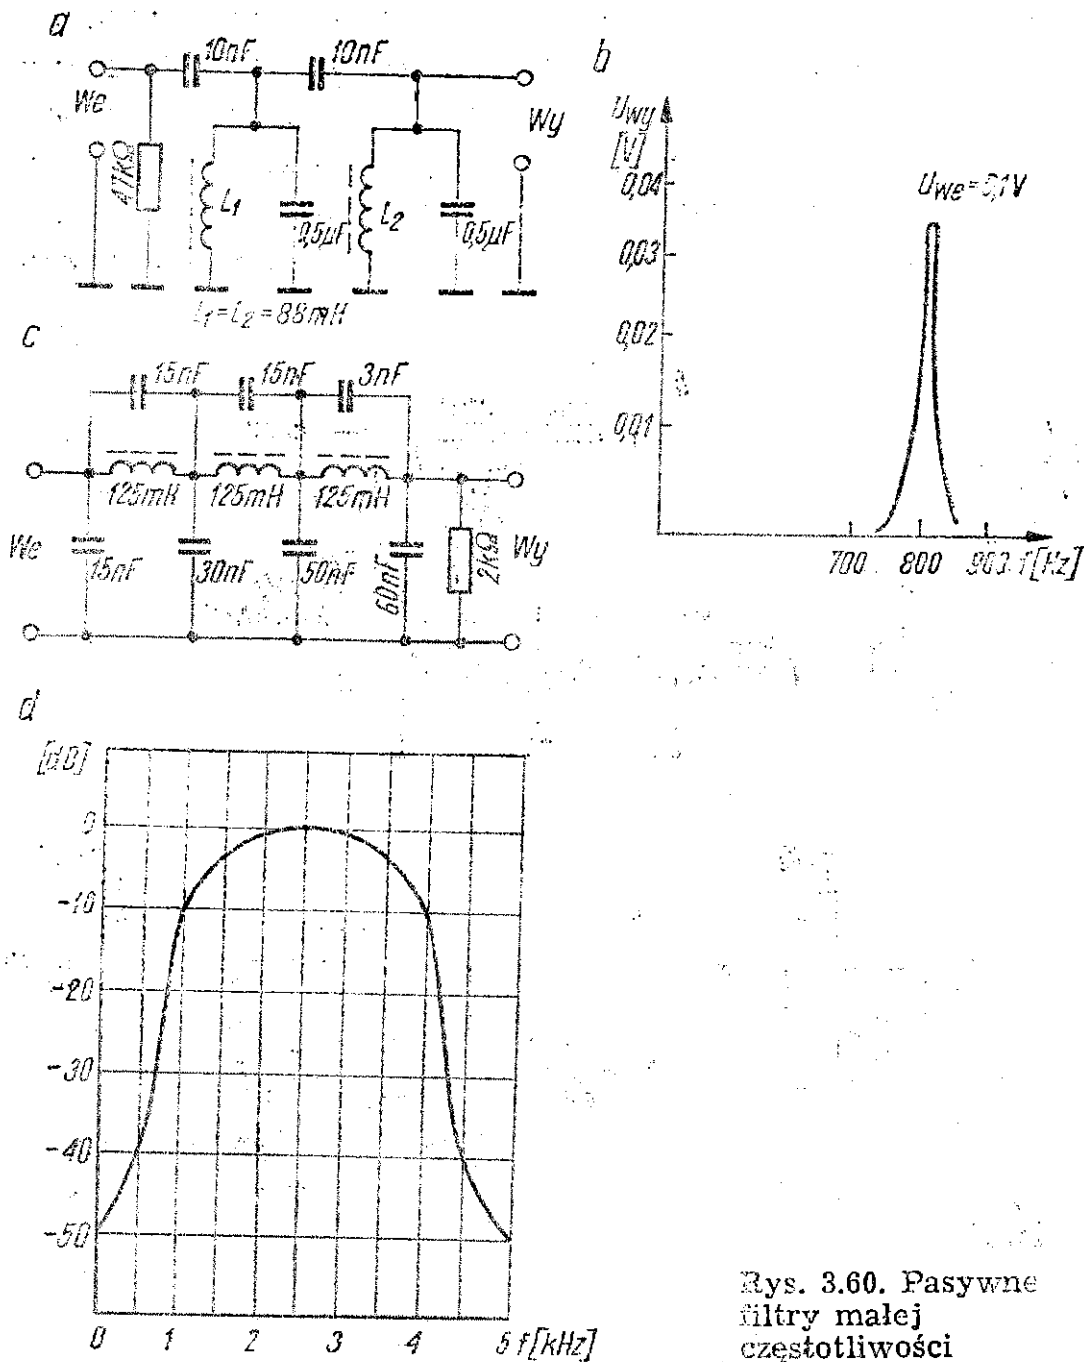 a
10nF 10nF
We
Wy
47kΩ
L1
0,5μF
L2
0,5μF
L1=L2=88mH
b
Uwy
[V]
0,04
0,03
0,02
0,01
Uwe=0,1V
700 800 900 f[Hz]
c
15nF 15nF 3nF
125mH 125mH 125mH
We
15nF 30nF 50nF 60nF 2kΩ
Wy
d
[dB]
0
-10
-20
-30
-40
-50
0 1 2 3 4 5 f[kHz]
Rys. 3.60. Pasywne
filtry małej
częstotliwości